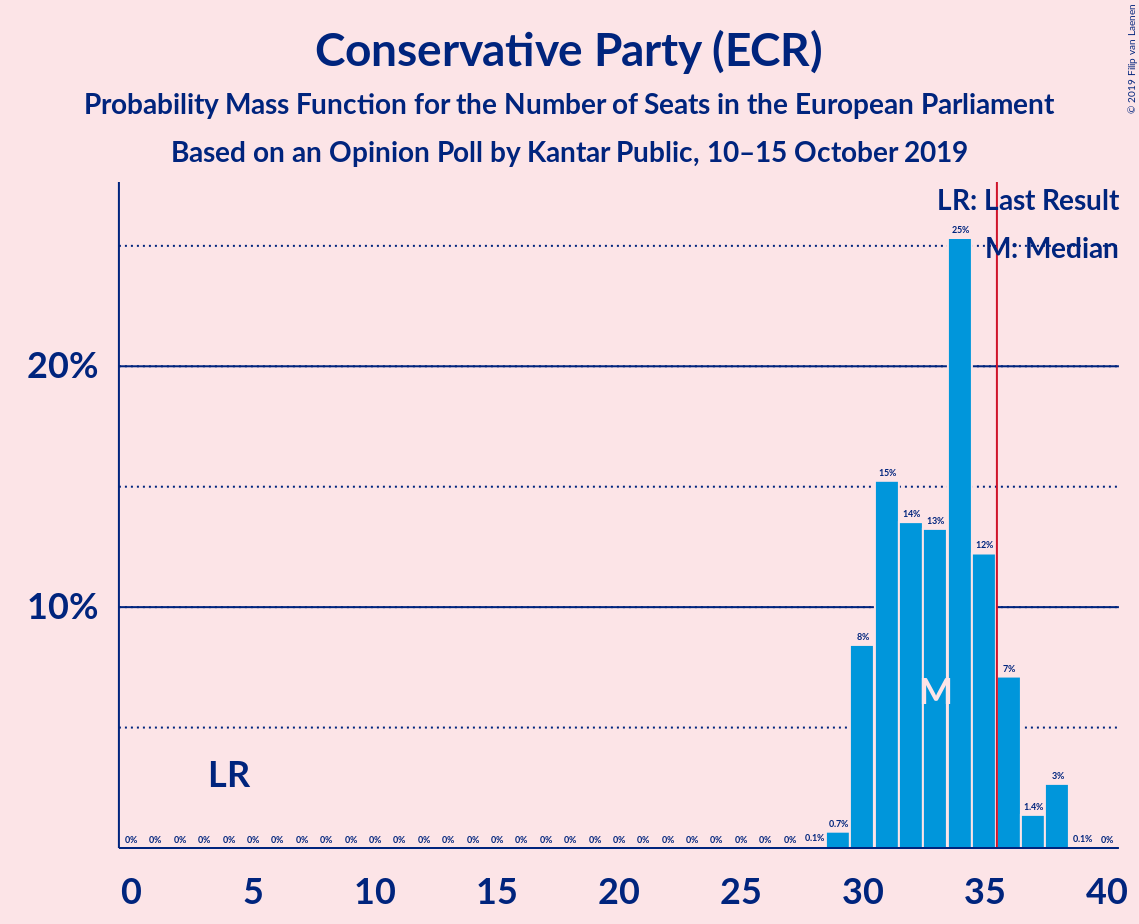 Conservative Party (ECR)
Probability Mass Function for the Number of Seats in the European Parliament
Based on an Opinion Poll by Kantar Public, 10–15 October 2019
© 2019 Filip van Laenen
LR: Last Result
M: Median
20%
10%
LR
M
0% 0% 0% 0% 0% 0% 0% 0% 0% 0% 0% 0% 0% 0% 0% 0% 0% 0% 0% 0% 0% 0% 0% 0% 0% 0% 0% 0% 0.1% 0.7% 8% 15% 14% 13% 25% 12% 7% 1.4% 3% 0.1% 0%
0 5 10 15 20 25 30 35 40